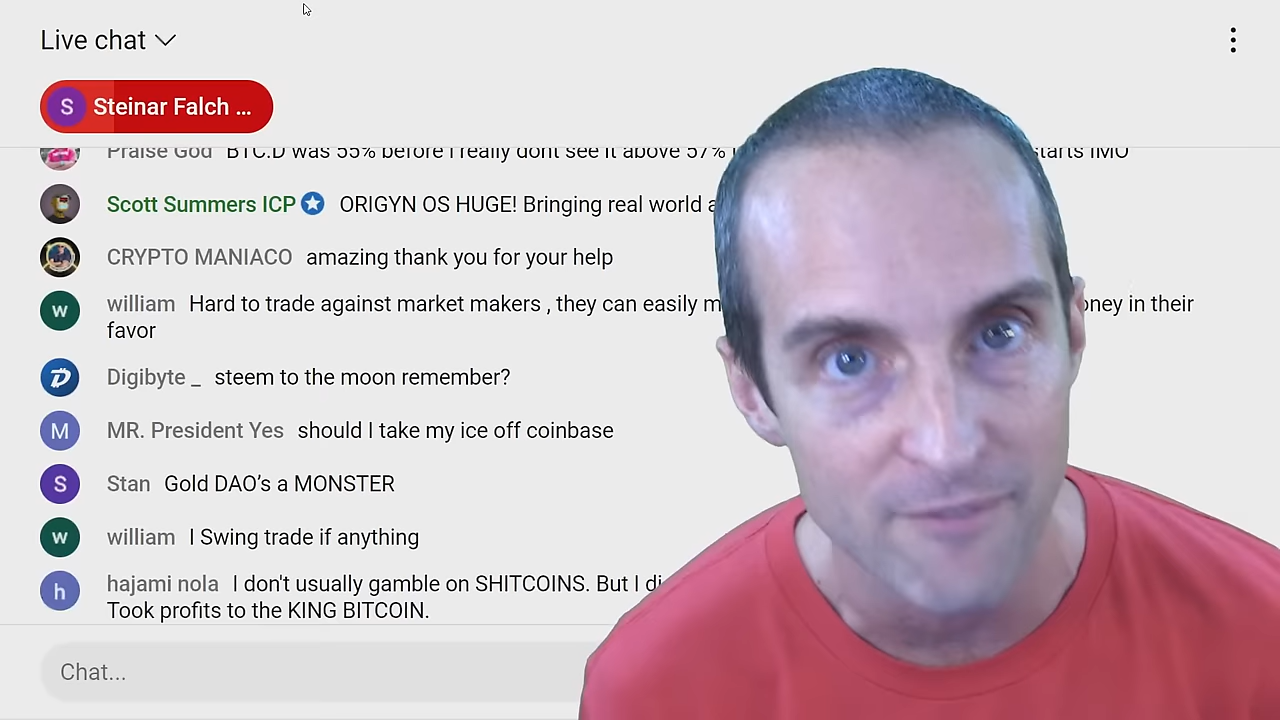 Live chat
S Steinar Falch ...
Praise God BTC.D was 55% before I really dont see it above 57% starts IMO
Scott Summers ICP ORIGYN OS HUGE! Bringing real world a
CRYPTO MANIACO amazing thank you for your help
w william Hard to trade against market makers , they can easily m oney in their
favor
Digibyte _ steem to the moon remember?
M MR. President Yes should I take my ice off coinbase
S Stan Gold DAO's a MONSTER
w william I Swing trade if anything
h hajami nola I don't usually gamble on SHITCOINS. But I di
Took profits to the KING BITCOIN.
Chat...